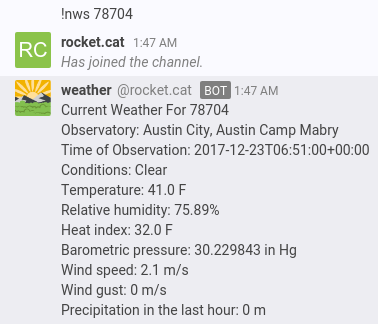 !nws 78704
RC
rocket.cat 1:47 AM
Has joined the channel.
weather @rocket.cat BOT 1:47 AM
Current Weather For 78704
Observatory: Austin City, Austin Camp Mabry
Time of Observation: 2017-12-23T06:51:00+00:00
Conditions: Clear
Temperature: 41.0 F
Relative humidity: 75.89%
Heat index: 32.0 F
Barometric pressure: 30.229843 in Hg
Wind speed: 2.1 m/s
Wind gust: 0 m/s
Precipitation in the last hour: 0 m